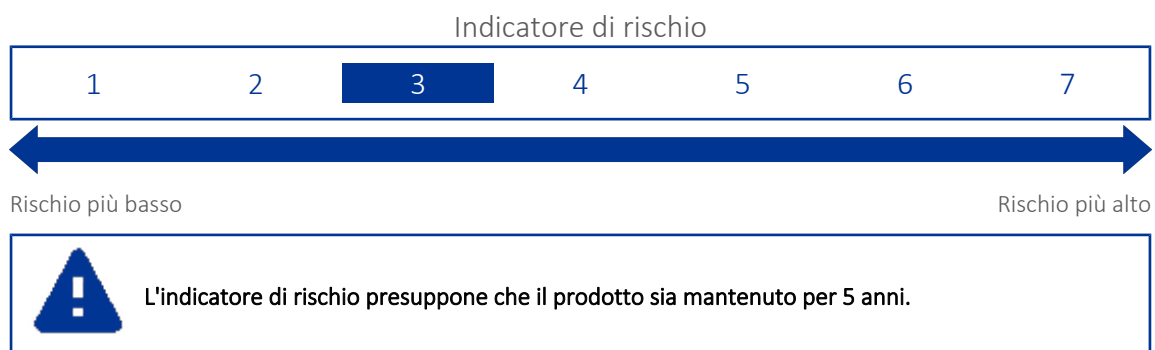 Indicatore di rischio
1 2 3 4 5 6 7
Rischio più basso Rischio più alto
L'indicatore di rischio presuppone che il prodotto sia mantenuto per 5 anni.